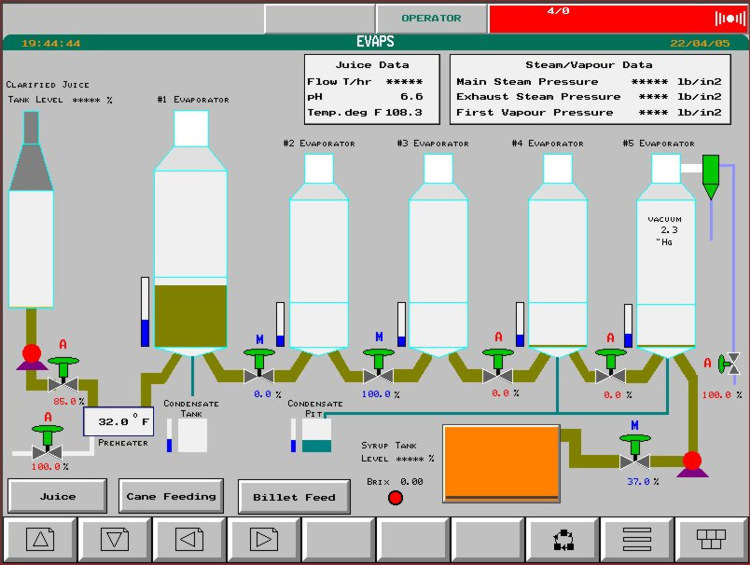 OPERATOR
4/0
19:44:44
EVAPS
22/04/05
Juice Data
Flow T/hr *****
pH 6.6
Temp.deg F 108.3
Steam/Vapour Data
Main Steam Pressure ***** lb/in2
Exhaust Steam Pressure **** lb/in2
First Vapour Pressure **** lb/in2
Clarified Juice
Tank Level ***** %
#1 Evaporator
#2 Evaporator
#3 Evaporator
#4 Evaporator
#5 Evaporator
Vacuum
2.3
"Hg
A
M
M
A
A
A
85.0 %
0.0 %
100.0 %
0.0 %
0.0 %
100.0 %
32.0 °F
Preheater
A
100.0 %
Condensate
Tank
Condensate
Pit
Syrup Tank
Level ***** %
Brix 0.00
M
37.0 %
Juice
Cane Feeding
Billet Feed